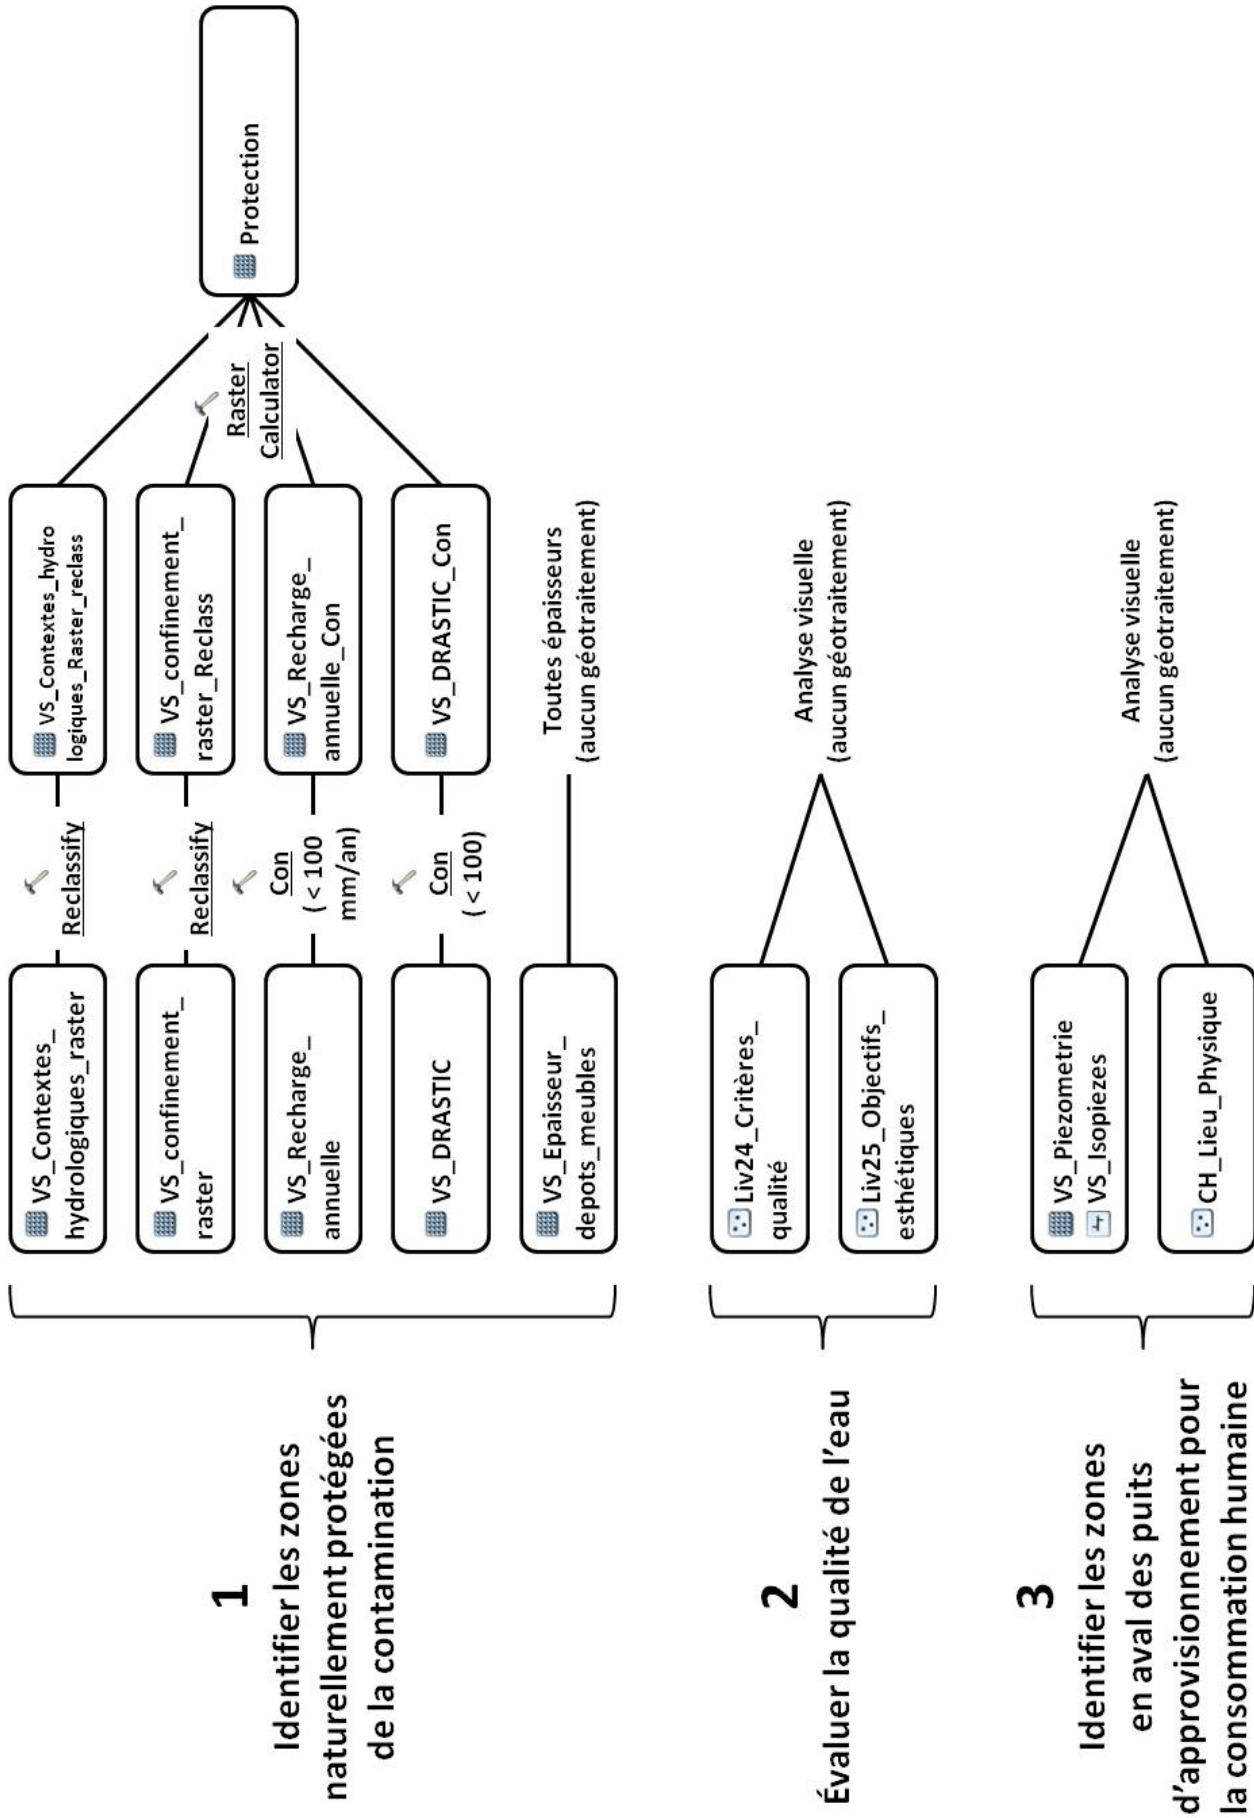 1
Identifier les zones
naturellement protégées
de la contamination
VS_Contextes_
hydrologiques_raster
Reclassify
VS_Contextes_hydro
logiques_Raster_reclass
VS_confinement_
raster
Reclassify
VS_confinement_
raster_Reclass
VS_Recharge_
annuelle
Con
( < 100
mm/an)
VS_Recharge_
annuelle_Con
VS_DRASTIC
Con
( < 100)
VS_DRASTIC_Con
Raster
Calculator
Protection
VS_Epaisseur_
depots_meubles
Toutes épaisseurs
(aucun géotraitement)
2
Évaluer la qualité de l'eau
Liv24_Critères_
qualité
Liv25_Objectifs_
esthétiques
Analyse visuelle
(aucun géotraitement)
3
Identifier les zones
en aval des puits
d'approvisionnement pour
la consommation humaine
VS_Piezometrie
VS_Isopiezes
CH_Lieu_Physique
Analyse visuelle
(aucun géotraitement)